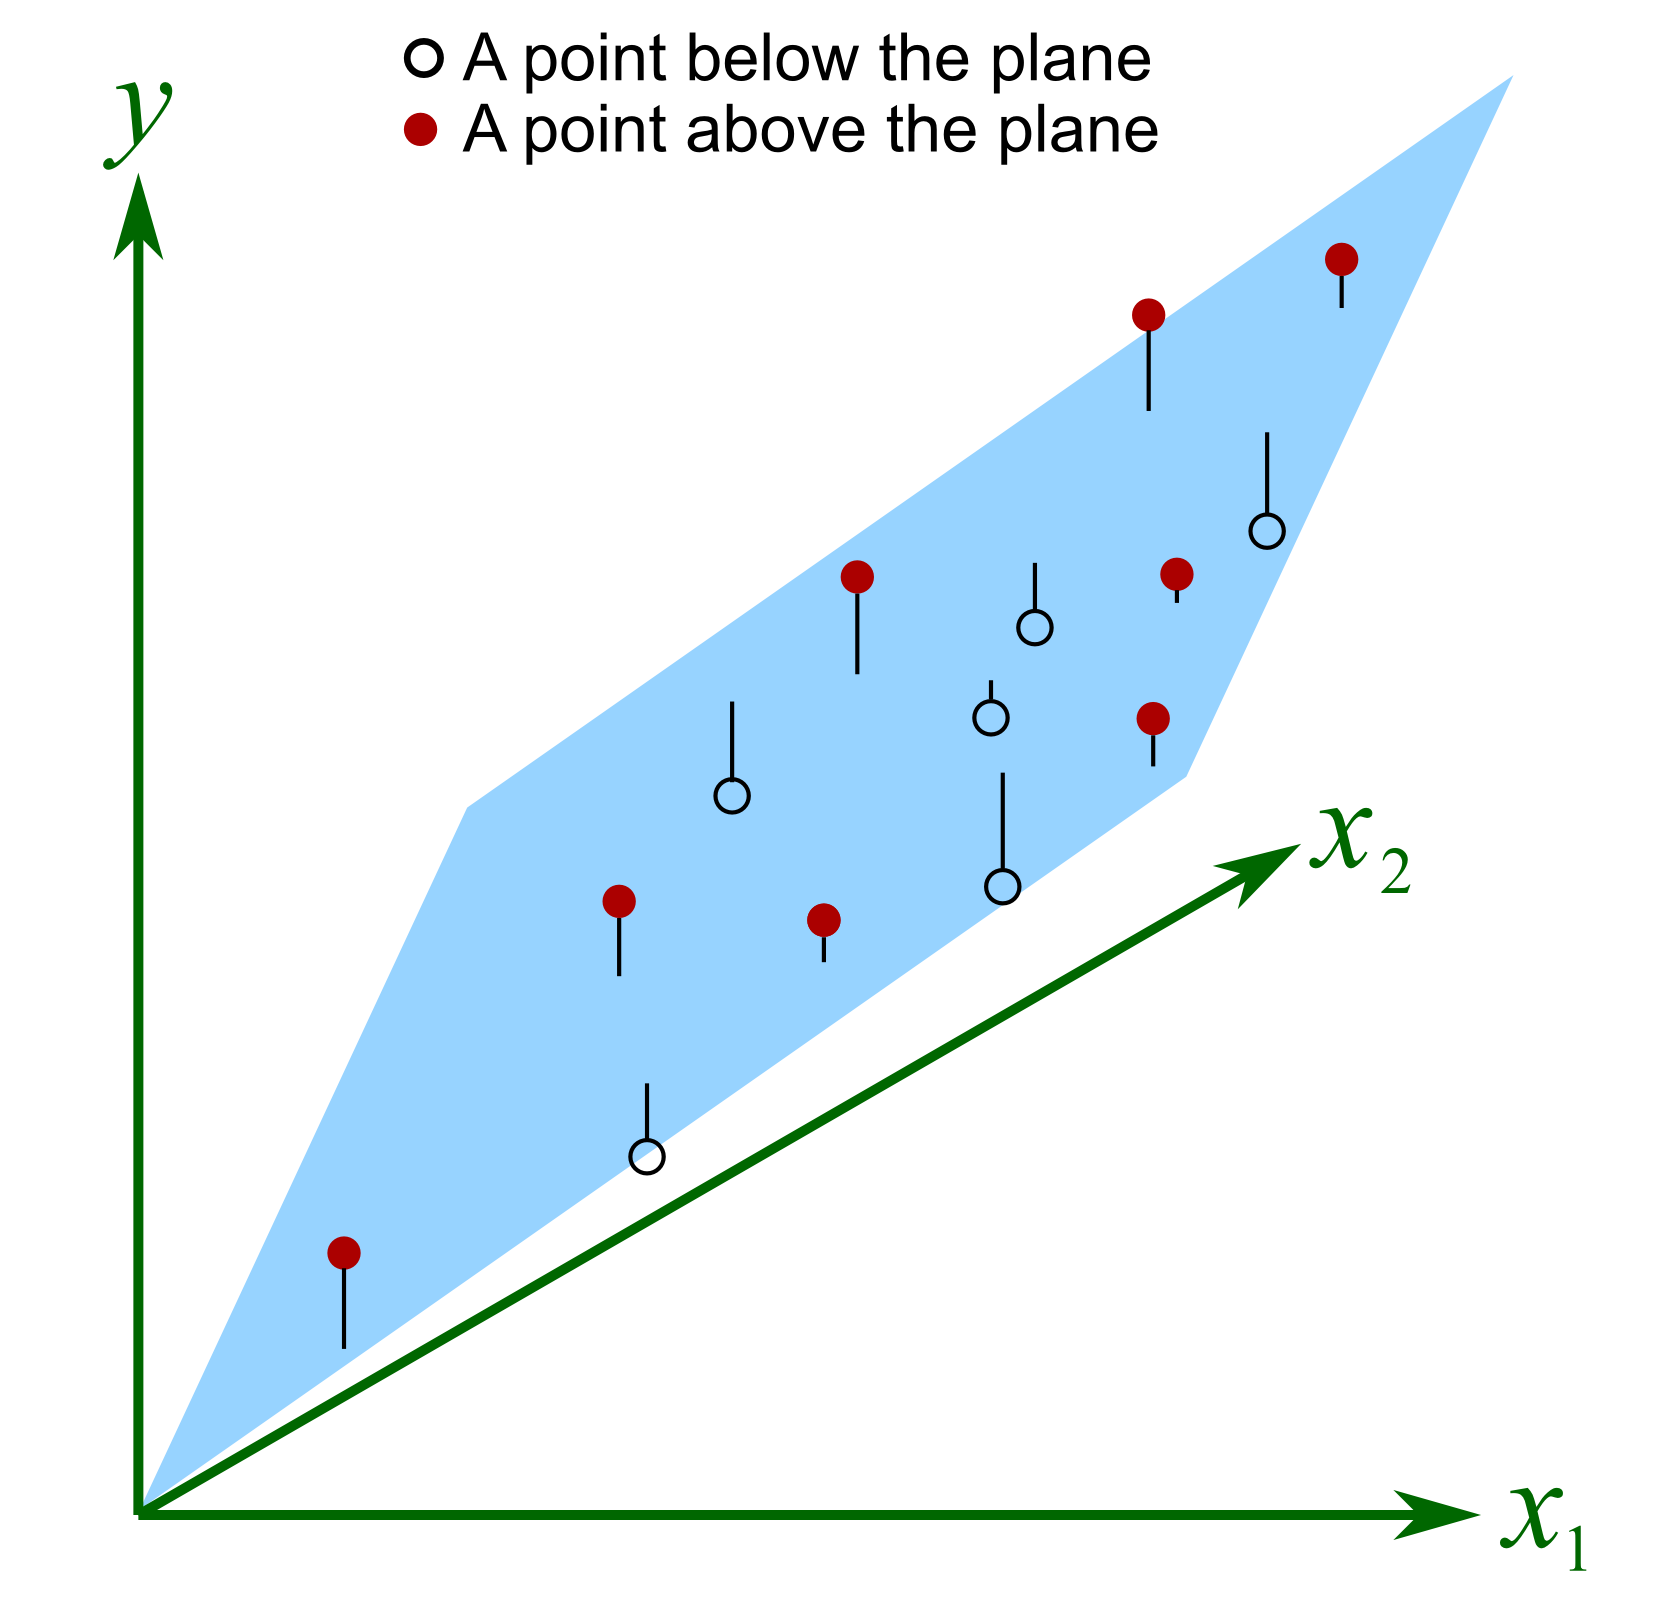 A point below the plane
A point above the plane
y
x2
x1